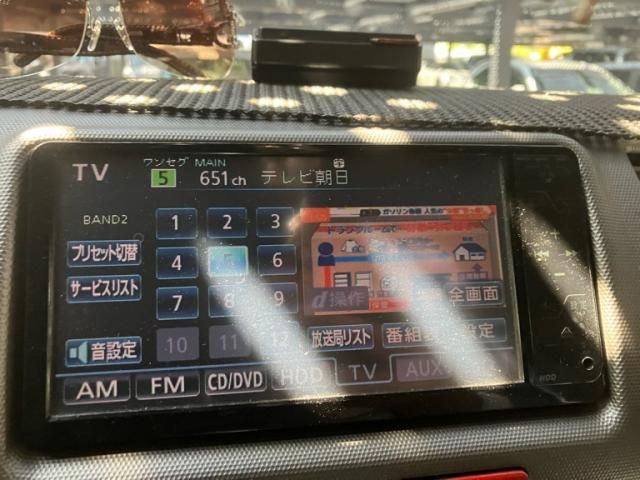 ワンセグ MAIN
TV 5 651ch テレビ朝日
BAND2 1 2 3
プリセット切替 4 5 6
サービスリスト 7 8 9
d操作 全画面
音設定 10 11 12 放送局リスト 番組 設定
AM FM CD/DVD HDD TV AUX
HDD